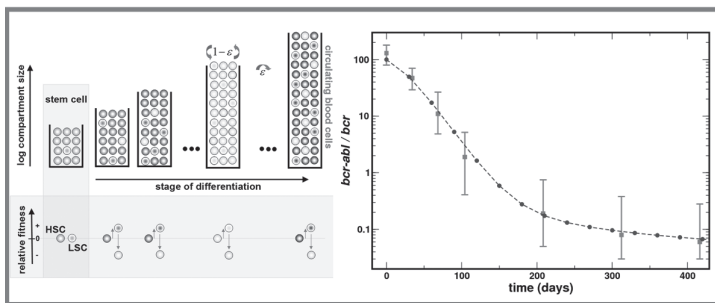 1-ε
ε
circulating blood cells
log compartment size
stem cell
stage of differentiation
relative fitness
+
0
-
HSC
LSC
bcr-abl / bcr
100
10
1
0.1
0
100
200
300
400
time (days)